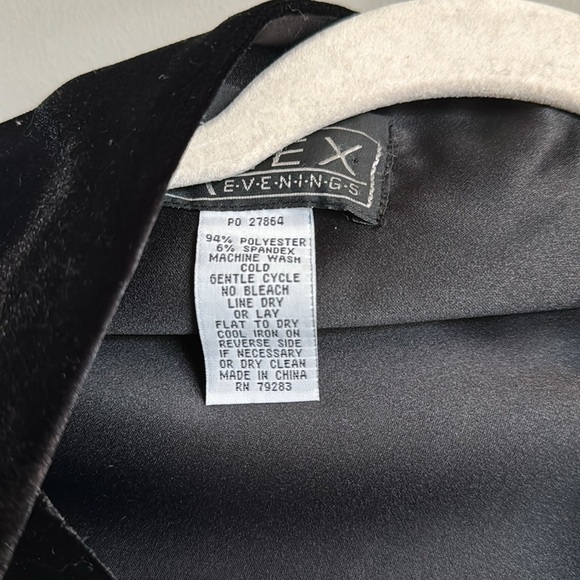 EX
E·V·E·N·I·N·G·S
PO 27864
94% POLYESTER
6% SPANDEX
MACHINE WASH
COLD
GENTLE CYCLE
NO BLEACH
LINE DRY
OR LAY
FLAT TO DRY
COOL IRON ON
REVERSE SIDE
IF NECESSARY
OR DRY CLEAN
MADE IN CHINA
RN 79283